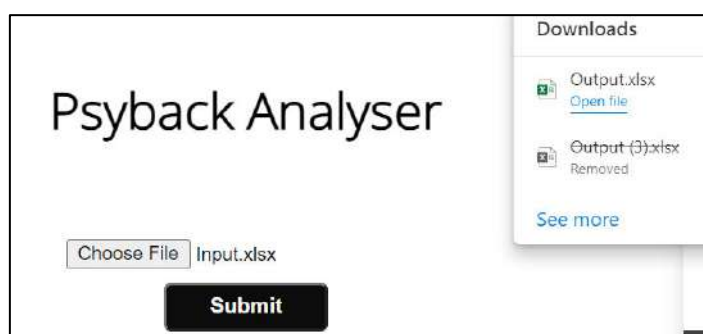 Psyback Analyser
Choose File Input.xlsx
Submit
Downloads
Output.xlsx
Open file
Output (3).xlsx
Removed
See more